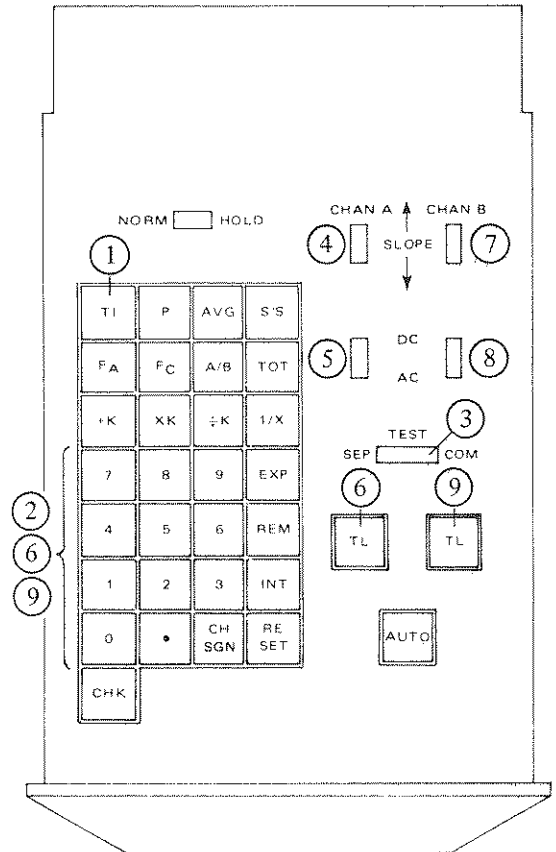 CHAN A CHAN B
NORM HOLD
4 SLOPE 7
1
TI P AVG S'S
DC
5 8
FA FC A/B TOT
AC
+K XK ÷K 1/X
3
TEST
SEP COM
7 8 9 EXP
6 9
2
4 5 6 REM
TL TL
6
9
1 2 3 INT
0 • CH SGN RE SET
AUTO
CHK